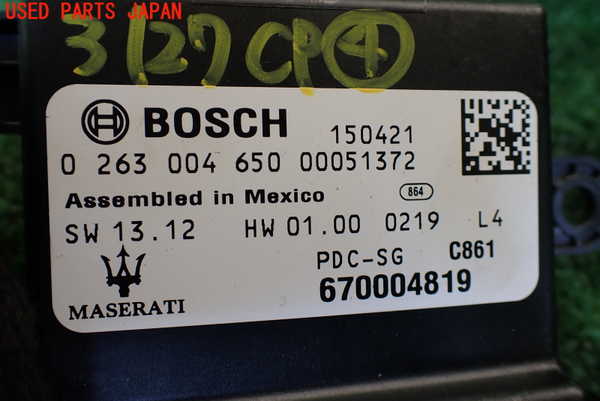 USED PARTS JAPAN
3127CP④
BOSCH 150421
0 263 004 650 00051372
Assembled in Mexico 864
SW 13.12 HW 01.00 0219 L4
PDC-SG C861
MASERATI 670004819